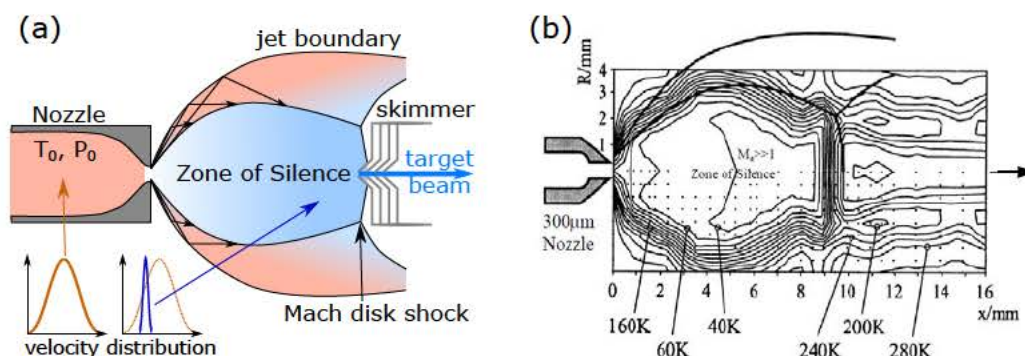 (a)
jet boundary
Nozzle
T0, P0
skimmer
Zone of Silence
target
beam
Mach disk shock
velocity distribution
(b)
R/mm
4
3
2
1
Ma>>1
Zone of Silence
300μm
Nozzle
0 2 4 6 8 10 12 14 16
x/mm
160K
60K
40K
240K
200K
280K